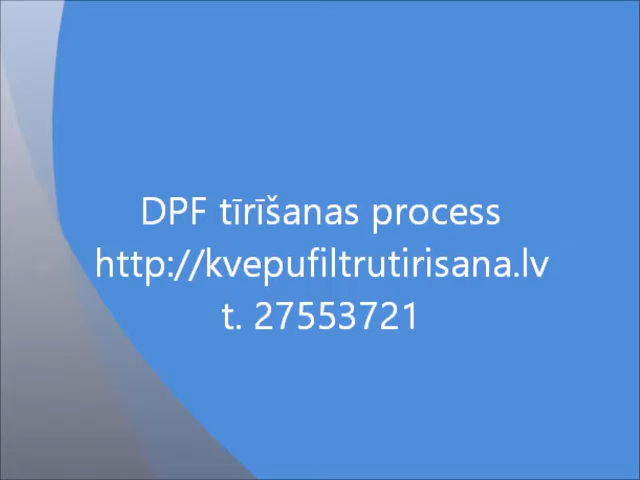 DPF tīrīšanas process
http://kvepufiltrutirisana.lv
t. 27553721